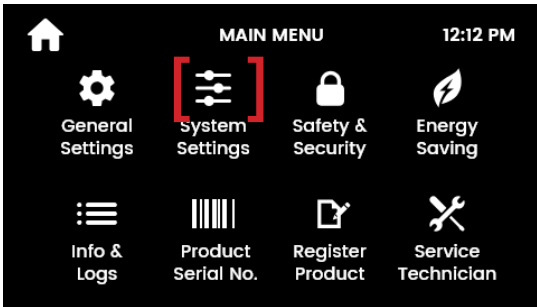 MAIN MENU 12:12 PM
General Settings
System Settings
Safety & Security
Energy Saving
Info & Logs
Product Serial No.
Register Product
Service Technician